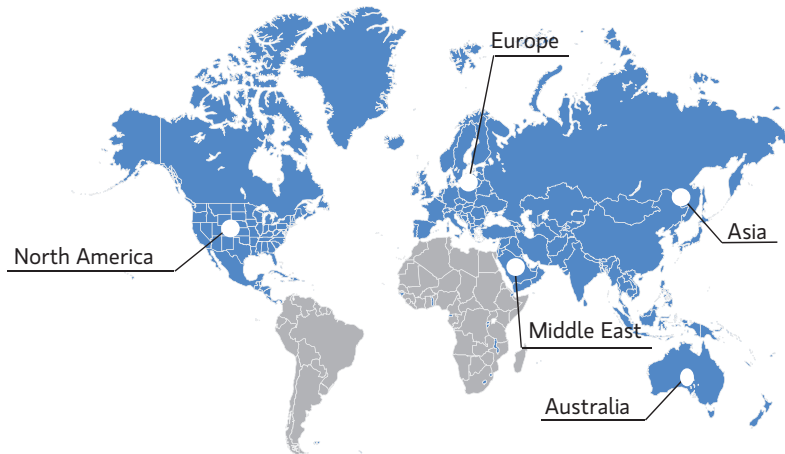 Europe
Asia
North America
Middle East
Australia